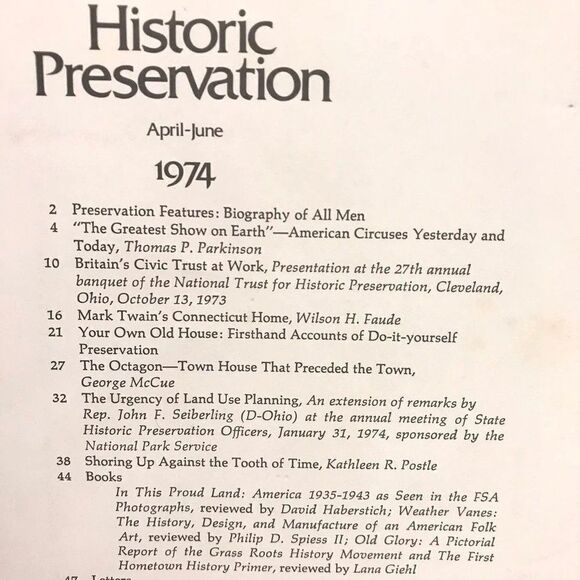 Historic
Preservation
April-June
1974
2 Preservation Features: Biography of All Men
4 "The Greatest Show on Earth"—American Circuses Yesterday and
Today, Thomas P. Parkinson
10 Britain's Civic Trust at Work, Presentation at the 27th annual
banquet of the National Trust for Historic Preservation, Cleveland,
Ohio, October 13, 1973
16 Mark Twain's Connecticut Home, Wilson H. Faude
21 Your Own Old House: Firsthand Accounts of Do-it-yourself
Preservation
27 The Octagon—Town House That Preceded the Town,
George McCue
32 The Urgency of Land Use Planning, An extension of remarks by
Rep. John F. Seiberling (D-Ohio) at the annual meeting of State
Historic Preservation Officers, January 31, 1974, sponsored by the
National Park Service
38 Shoring Up Against the Tooth of Time, Kathleen R. Postle
44 Books
In This Proud Land: America 1935-1943 as Seen in the FSA
Photographs, reviewed by David Haberstich; Weather Vanes:
The History, Design, and Manufacture of an American Folk
Art, reviewed by Philip D. Spiess II; Old Glory: A Pictorial
Report of the Grass Roots History Movement and The First
Hometown History Primer, reviewed by Lana Giehl
47 Letters